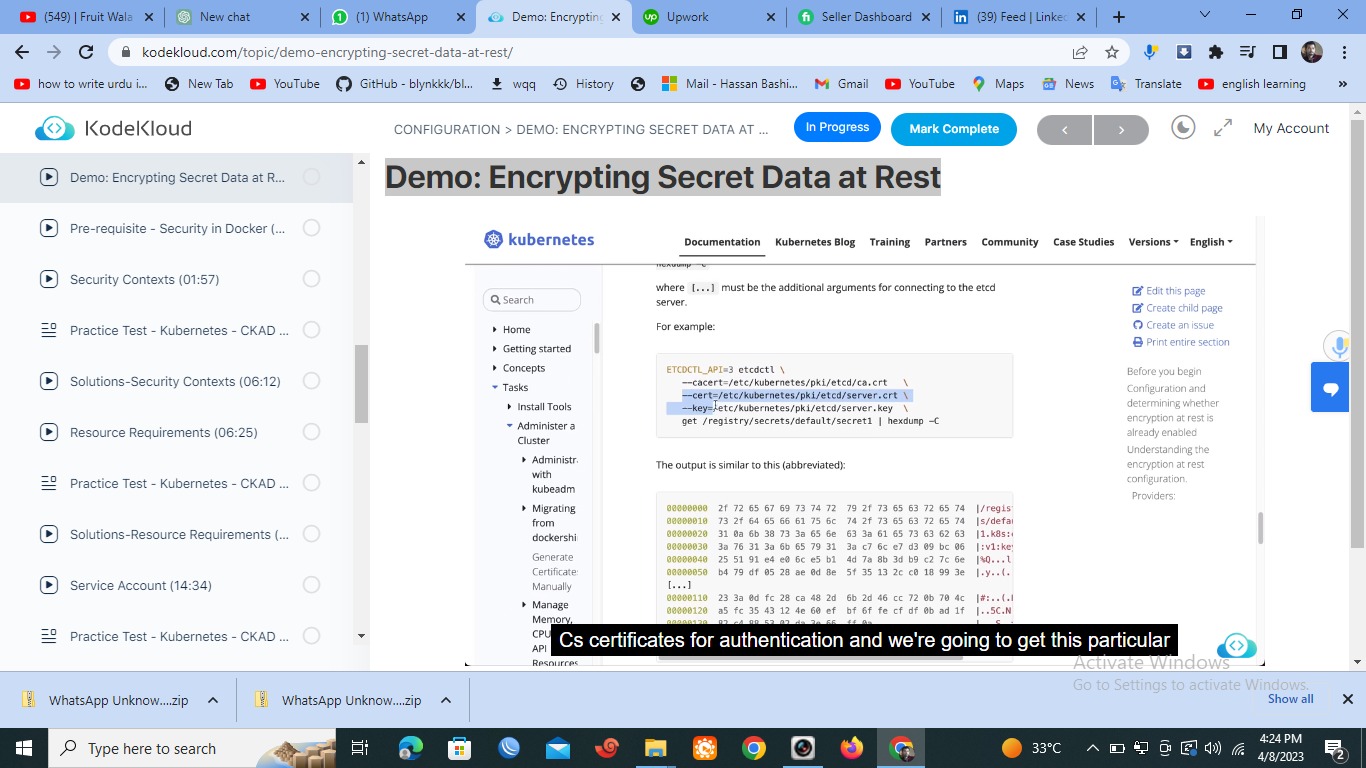 (549) | Fruit Wala
New chat
(1) WhatsApp
Demo: Encrypting
Upwork
Seller Dashboard
(39) Feed | Linke
kodekloud.com/topic/demo-encrypting-secret-data-at-rest/
how to write urdu i...
New Tab
YouTube
GitHub - blynkkk/bl...
wqq
History
Mail - Hassan Bashi...
Gmail
YouTube
Maps
News
Translate
english learning
»
KodeKloud
CONFIGURATION > DEMO: ENCRYPTING SECRET DATA AT ...
In Progress
Mark Complete
My Account
Demo: Encrypting Secret Data at R...
Pre-requisite - Security in Docker (...
Security Contexts (01:57)
Practice Test - Kubernetes - CKAD ...
Solutions-Security Contexts (06:12)
Resource Requirements (06:25)
Practice Test - Kubernetes - CKAD ...
Solutions-Resource Requirements (...
Service Account (14:34)
Practice Test - Kubernetes - CKAD ...
Demo: Encrypting Secret Data at Rest
kubernetes
Documentation
Kubernetes Blog
Training
Partners
Community
Case Studies
Versions
English
Search
Home
Getting started
Concepts
Tasks
Install Tools
Administer a
Cluster
Administr
with
kubeadm
Migrating
from
dockershi
Generate
Certificate
Manually
Manage
Memory,
CPU
API
Resources
hexdump -C
where [...] must be the additional arguments for connecting to the etcd
server.
For example:
ETCDCTL_API=3 etcdctl \
--cacert=/etc/kubernetes/pki/etcd/ca.crt \
--cert=/etc/kubernetes/pki/etcd/server.crt \
--key=/etc/kubernetes/pki/etcd/server.key \
get /registry/secrets/default/secret1 | hexdump -C
The output is similar to this (abbreviated):
00000000 2f 72 65 67 69 73 74 72 79 2f 73 65 63 72 65 74 |/regis
00000010 73 2f 64 65 66 61 75 6c 74 2f 73 65 63 72 65 74 |s/defau
00000020 31 0a 6b 38 73 3a 65 6e 63 3a 61 65 73 63 62 63 |1.k8s:e
00000030 3a 76 31 3a 6b 65 79 31 3a c7 6c e7 d3 09 bc 06 |:v1:key
00000040 25 51 91 e4 e0 6c e5 b1 4d 7a 8b 3d b9 c2 7c 6e |%Q...l
00000050 b4 79 df 05 28 ae 0d 8e 5f 35 13 2c c0 18 99 3e |.y..(.
[...]
00000110 23 3a 0d fc 28 ca 48 2d 6b 2d 46 cc 72 0b 70 4c |#:..(.H
00000120 a5 fc 35 43 12 4e 60 ef bf 6f fe cf df 0b ad 1f |..5C.N
Edit this page
Create child page
Create an issue
Print entire section
Before you begin
Configuration and
determining whether
encryption at rest is
already enabled
Understanding the
encryption at rest
configuration.
Providers:
Cs certificates for authentication and we're going to get this particular
Activate Windows
Go to Settings to activate Windows.
WhatsApp Unknow....zip
WhatsApp Unknow....zip
Show all
Type here to search
33°C
4:24 PM
4/8/2023
2